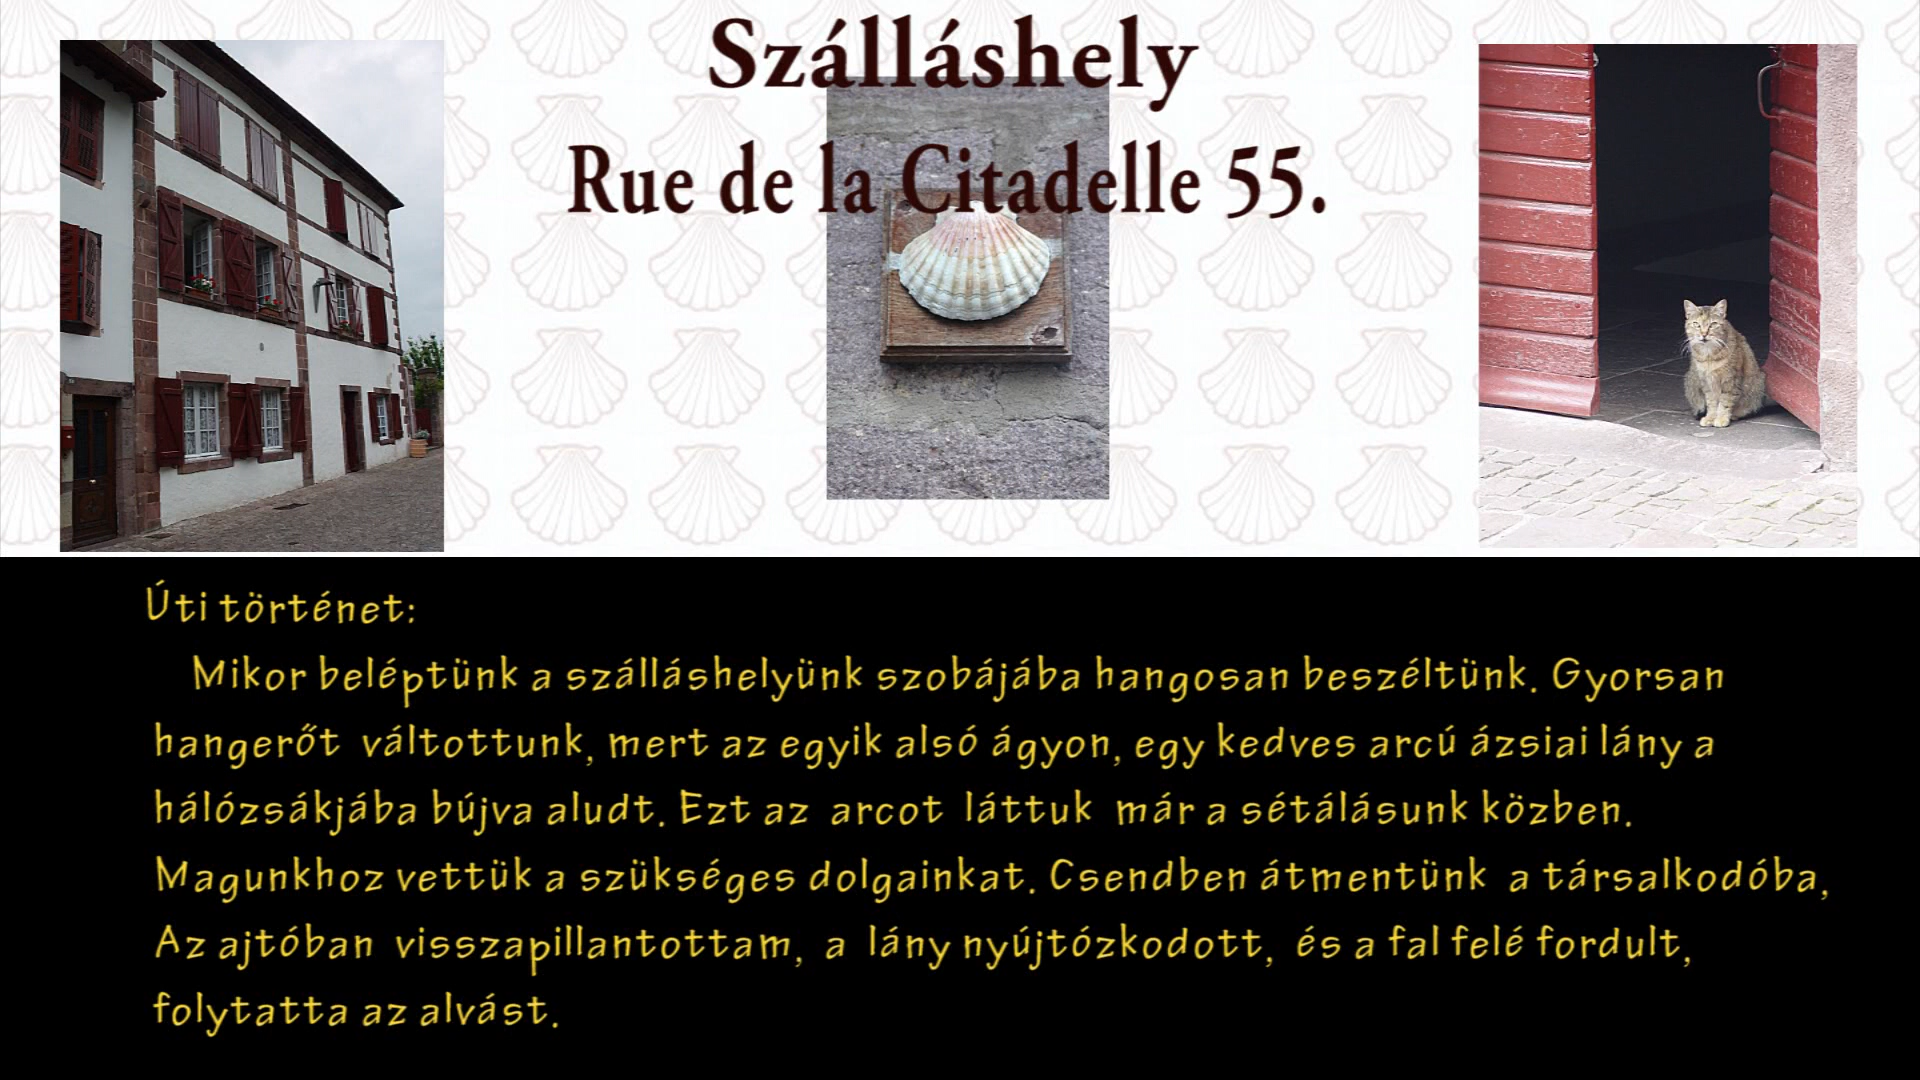 Szálláshely
Rue de la Citadelle 55.
Úti történet:
Mikor beléptünk a szálláshelyünk szobájába hangosan beszéltünk. Gyorsan
hangerőt váltottunk, mert az egyik alsó ágyon, egy kedves arcú ázsiai lány a
hálózsákjába bújva aludt. Ezt az arcot láttuk már a sétálásunk közben.
Magunkhoz vettük a szükséges dolgainkat. Csendben átmentünk a társalkodóba,
Az ajtóban visszapillantottam, a lány nyújtózkodott, és a fal felé fordult,
folytatta az alvást.